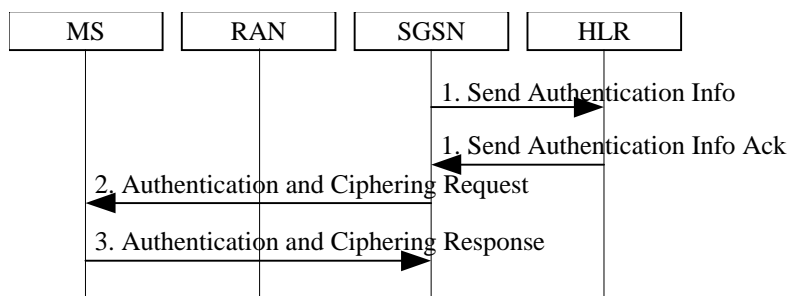 MS RAN SGSN HLR
1. Send Authentication Info
1. Send Authentication Info Ack
2. Authentication and Ciphering Request
3. Authentication and Ciphering Response